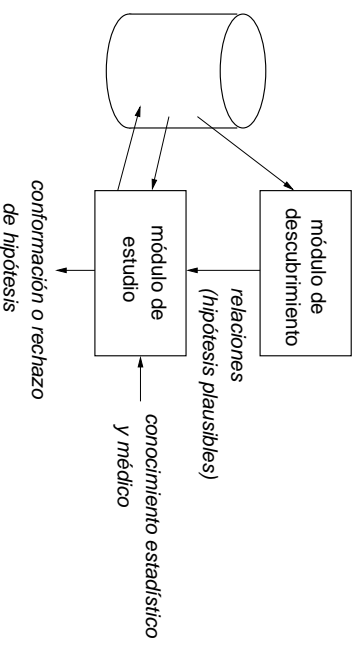 módulo de
descubrimiento
relaciones
(hipótesis plausibles)
módulo de
estudio
conocimiento estadístico
y médico
conformación o rechazo
de hipótesis